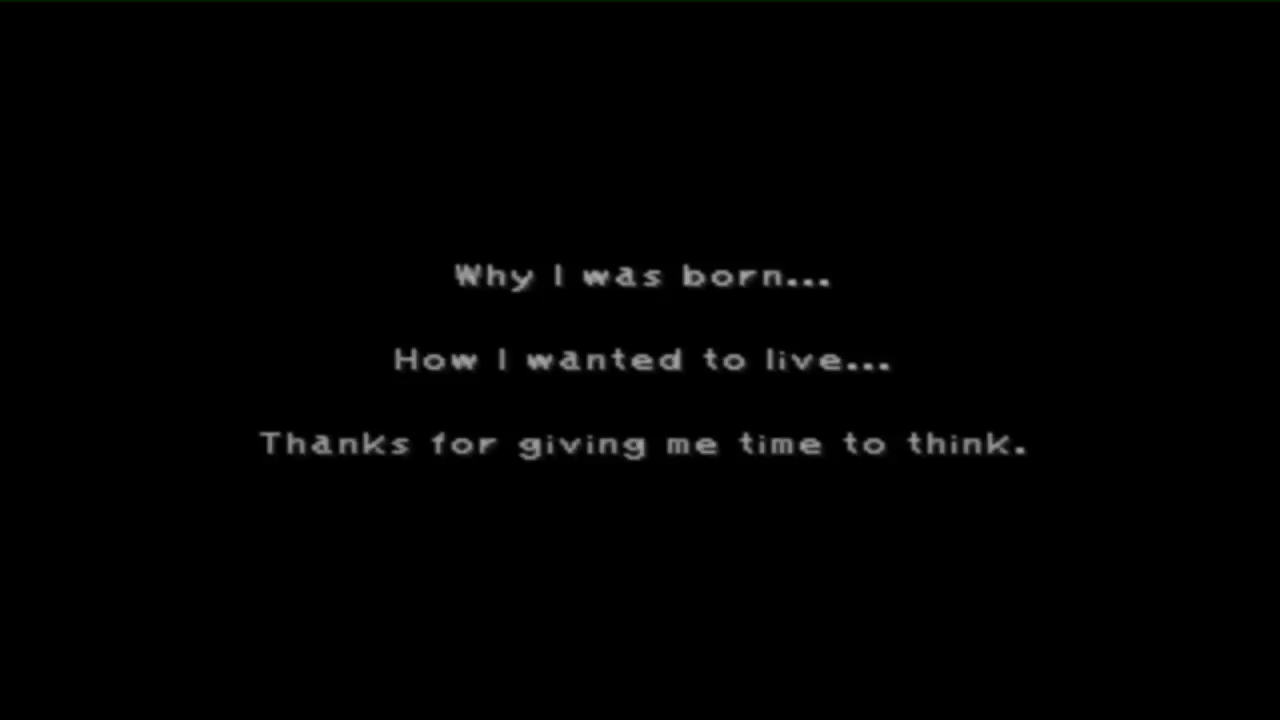 Why I was born...
How I wanted to live...
Thanks for giving me time to think.